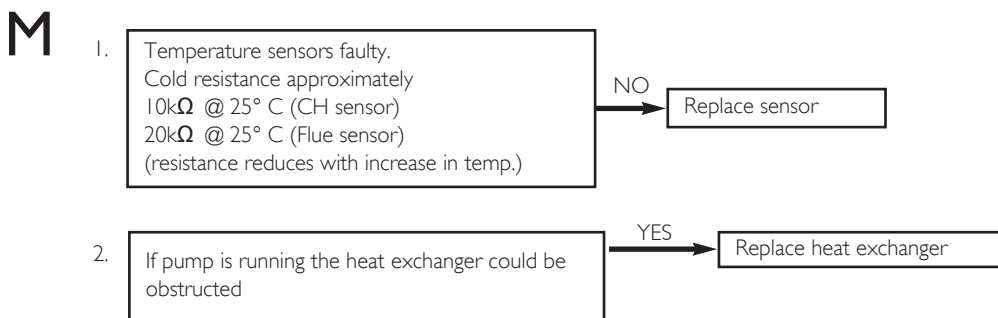 M
1. Temperature sensors faulty.
Cold resistance approximately
10kΩ @ 25° C (CH sensor)
20kΩ @ 25° C (Flue sensor)
(resistance reduces with increase in temp.)
NO
Replace sensor
2. If pump is running the heat exchanger could be
obstructed
YES
Replace heat exchanger